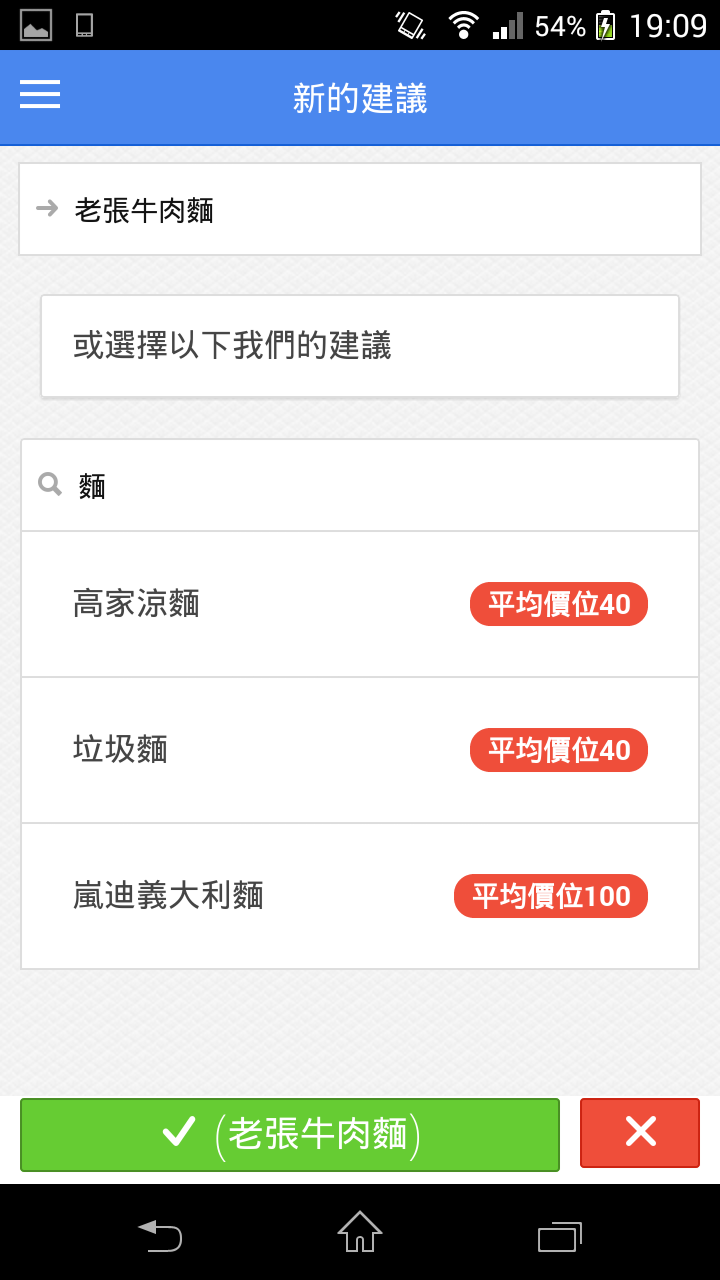 54% 19:09
新的建議
老張牛肉麵
或選擇以下我們的建議
麵
高家涼麵 平均價位40
垃圾麵 平均價位40
嵐迪義大利麵 平均價位100
(老張牛肉麵)